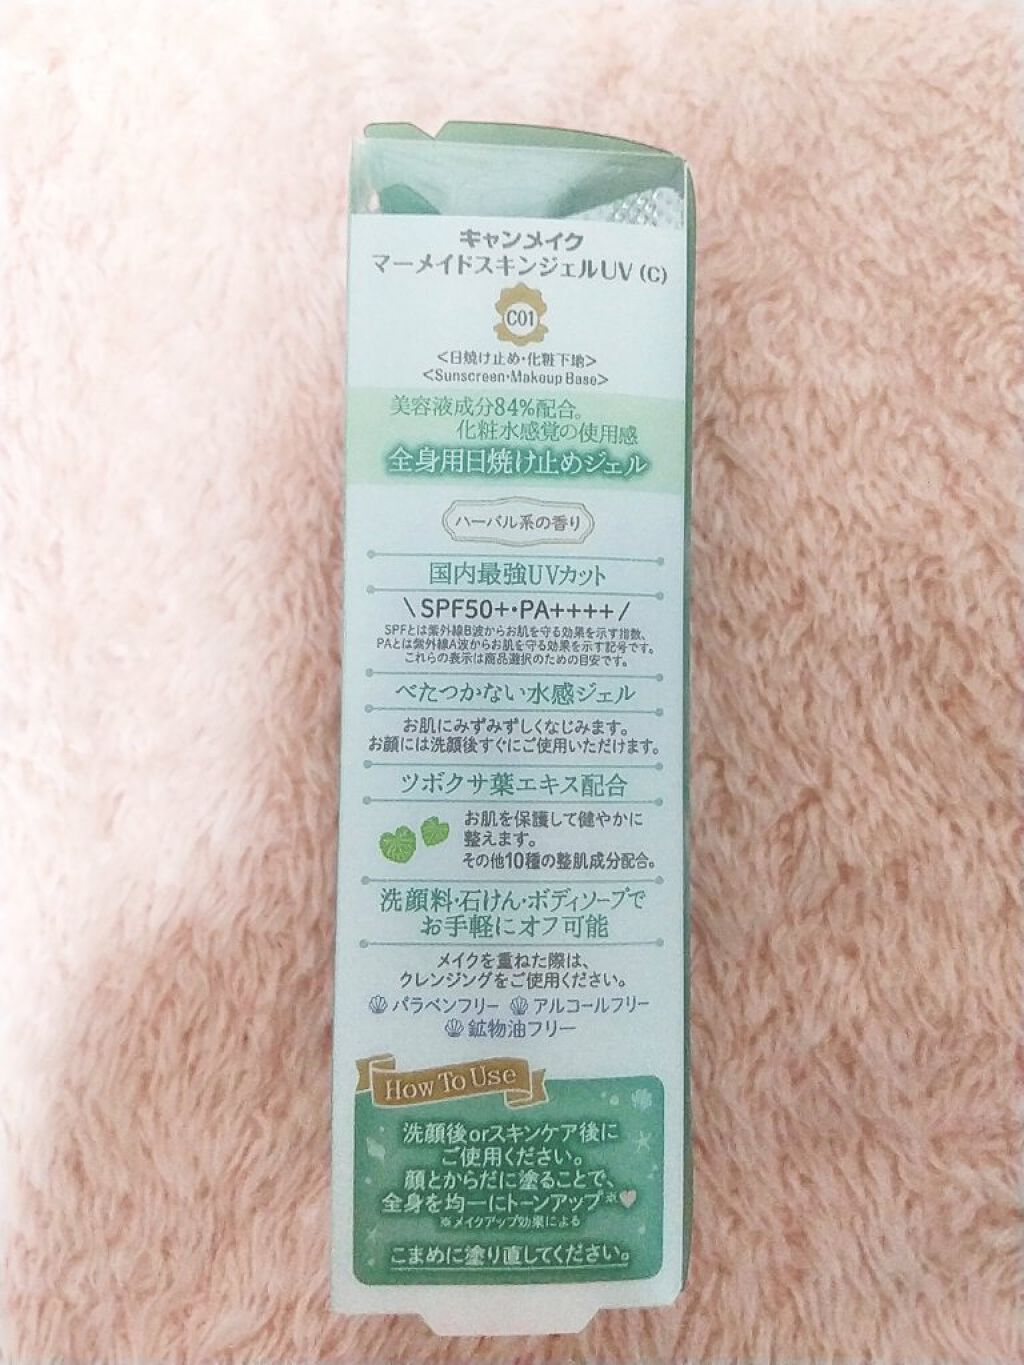 キャンメイク
マーメイドスキンジェルUV (C)
C01
<日焼け止め・化粧下地>
<Sunscreen・Makeup Base>
美容液成分84%配合。
化粧水感覚の使用感
全身用日焼け止めジェル
ハーバル系の香り
国内最強UVカット
\ SPF50+・PA++++ /
SPFとは紫外線B波からお肌を守る効果を示す指数、
PAとは紫外線A波からお肌を守る効果を示す記号です。
これらの表示は商品選択のための目安です。
べたつかない水感ジェル
お肌にみずみずしくなじみます。
お顔には洗顔後すぐにご使用いただけます。
ツボクサ葉エキス配合
お肌を保護して健やかに
整えます。
その他10種の整肌成分配合。
洗顔料・石けん・ボディソープで
お手軽にオフ可能
メイクを重ねた際は、
クレンジングをご使用ください。
パラベンフリー アルコールフリー
鉱物油フリー
How To Use
洗顔後orスキンケア後に
ご使用ください。
顔とからだに塗ることで、
全身を均一にトーンアップ※
※メイクアップ効果による
こまめに塗り直してください。